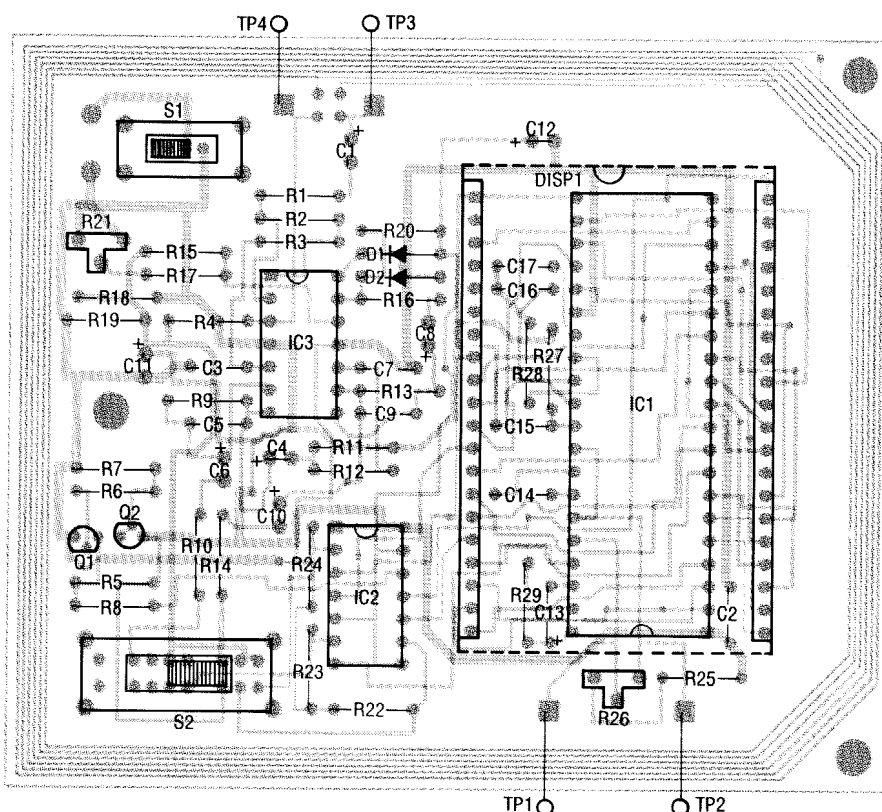 TP4
TP3
S1
C1
C12
DISP1
R1
R2
R3
R20
R21
R15
R17
D1
D2
C17
C16
R18
R16
R19
R4
IC3
C8
R27
C11
C3
C7
R28
R13
IC1
R9
C9
C5
C15
R11
C4
R12
R7
C6
R6
C14
C10
Q2
R10
R24
Q1
R14
R5
IC2
R29
C13
C2
R8
R23
R25
S2
R22
R26
TP1
TP2